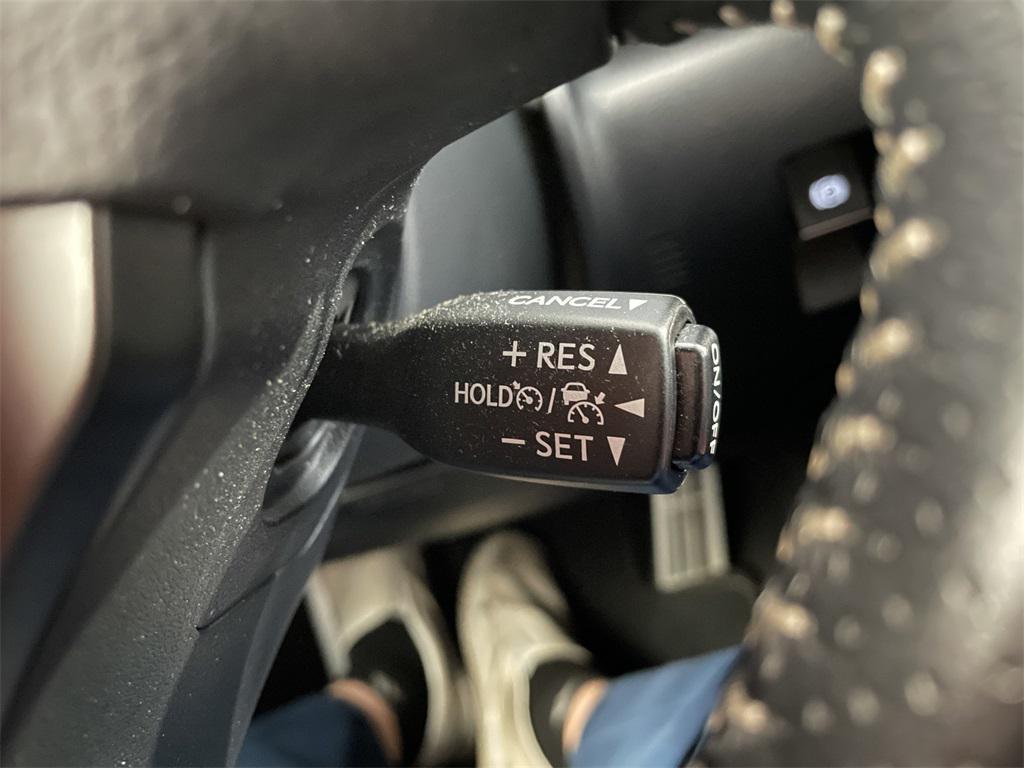 CANCEL▼
+ RES ▲
HOLD / ◀
− SET ▼
ON/OFF